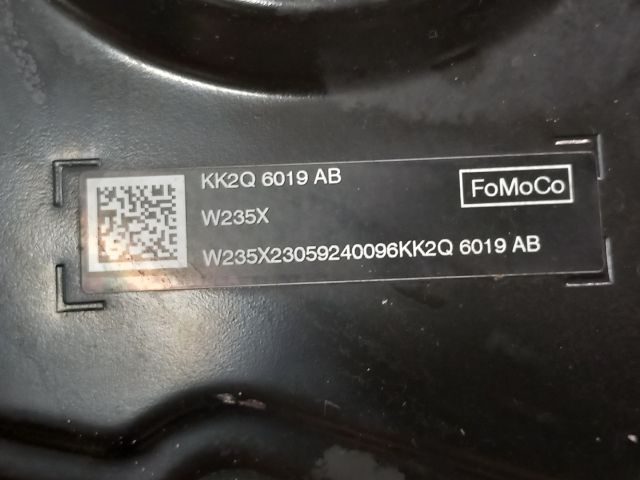 KK2Q 6019 AB
FoMoCo
W235X
W235X23059240096KK2Q 6019 AB